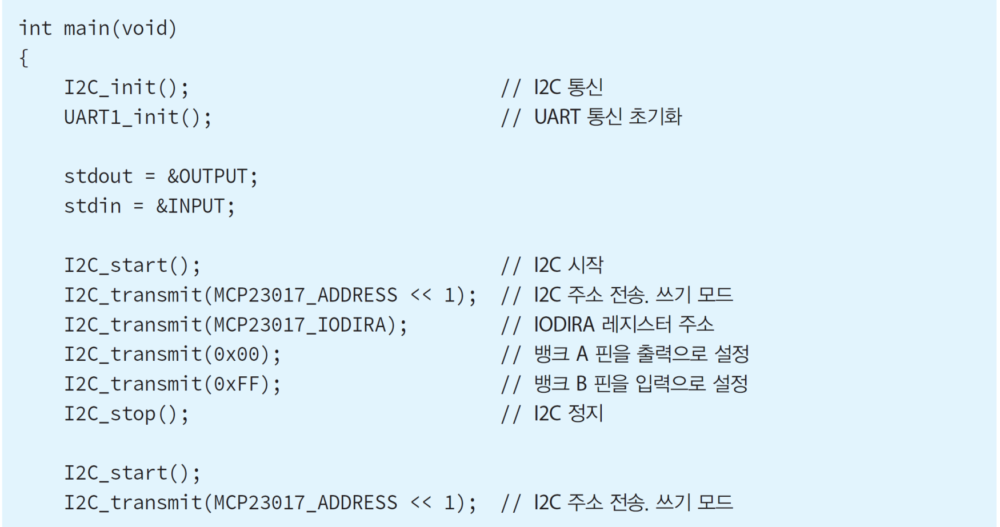 int main(void)
{
    I2C_init();                           // I2C 통신
    UART1_init();                         // UART 통신 초기화

    stdout = &OUTPUT;
    stdin = &INPUT;

    I2C_start();                          // I2C 시작
    I2C_transmit(MCP23017_ADDRESS << 1);  // I2C 주소 전송. 쓰기 모드
    I2C_transmit(MCP23017_IODIRA);        // IODIRA 레지스터 주소
    I2C_transmit(0x00);                   // 뱅크 A 핀을 출력으로 설정
    I2C_transmit(0xFF);                   // 뱅크 B 핀을 입력으로 설정
    I2C_stop();                           // I2C 정지

    I2C_start();
    I2C_transmit(MCP23017_ADDRESS << 1);  // I2C 주소 전송. 쓰기 모드